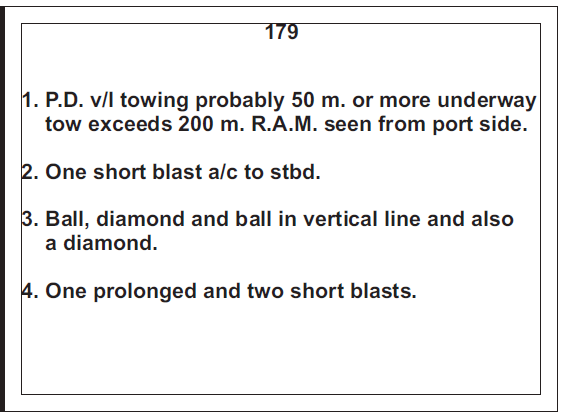 179
1. P.D. v/l towing probably 50 m. or more underway
tow exceeds 200 m. R.A.M. seen from port side.
2. One short blast a/c to stbd.
3. Ball, diamond and ball in vertical line and also
a diamond.
4. One prolonged and two short blasts.